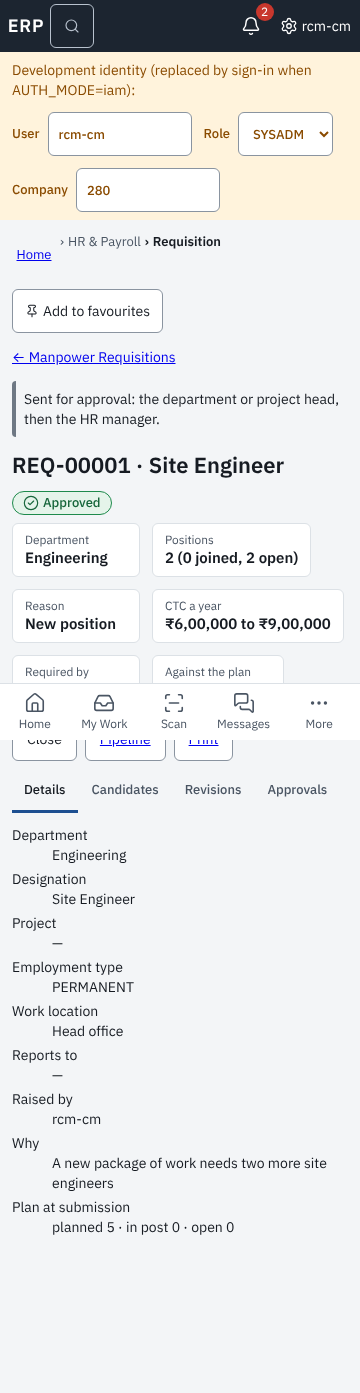 ERP
2
rcm-cm
Development identity (replaced by sign-in when
AUTH_MODE=iam):
User rcm-cm Role SYSADM
Company 280
Home › HR & Payroll › Requisition
Add to favourites
← Manpower Requisitions
Sent for approval: the department or project head,
then the HR manager.
REQ-00001 · Site Engineer
Approved
Department
Engineering
Positions
2 (0 joined, 2 open)
Reason
New position
CTC a year
₹6,00,000 to ₹9,00,000
Required by
Against the plan
Home My Work Scan Messages More
Close Pipeline Print
Details Candidates Revisions Approvals
Department
Engineering
Designation
Site Engineer
Project
—
Employment type
PERMANENT
Work location
Head office
Reports to
—
Raised by
rcm-cm
Why
A new package of work needs two more site
engineers
Plan at submission
planned 5 · in post 0 · open 0